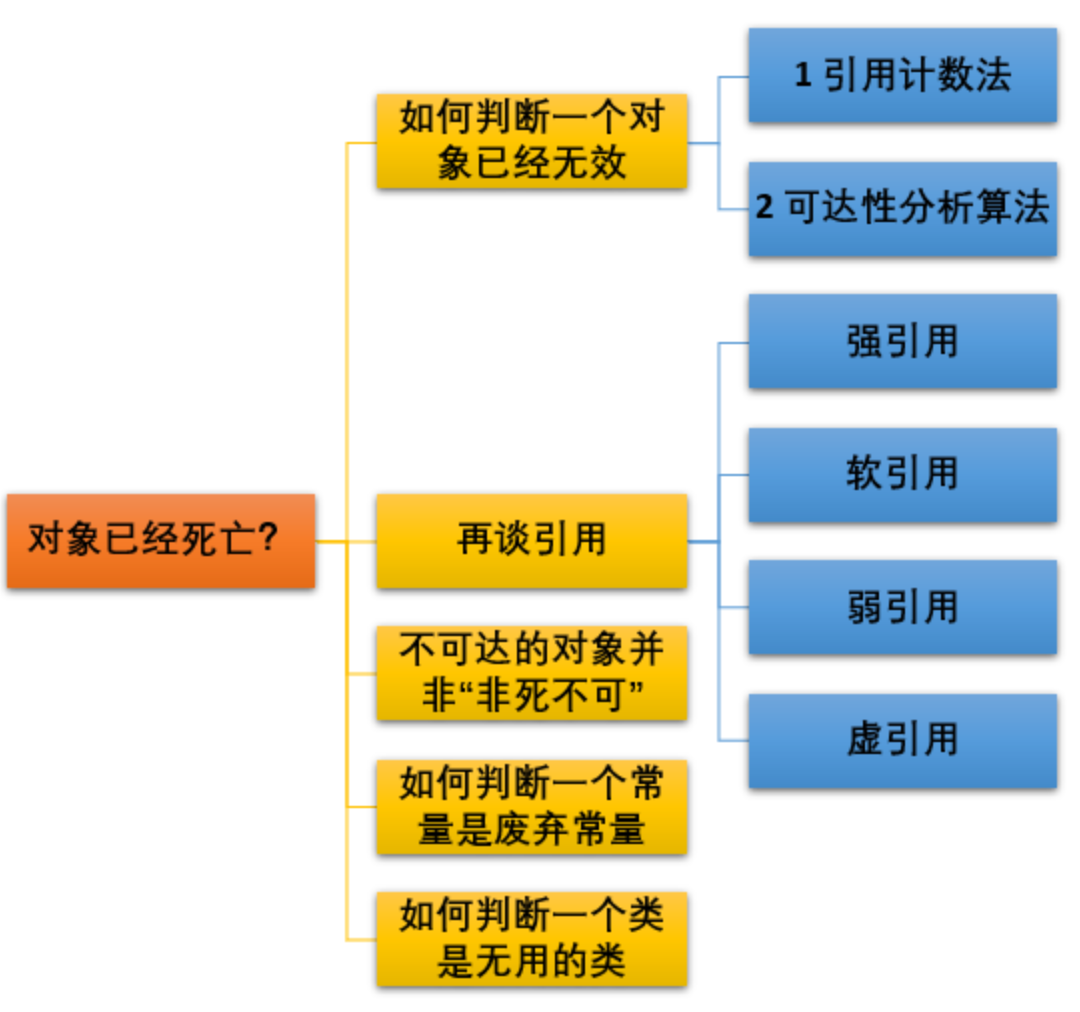 对象已经死亡？
如何判断一个对
象已经无效
1 引用计数法
2 可达性分析算法
再谈引用
强引用
软引用
弱引用
虚引用
不可达的对象并
非“非死不可”
如何判断一个常
量是废弃常量
如何判断一个类
是无用的类